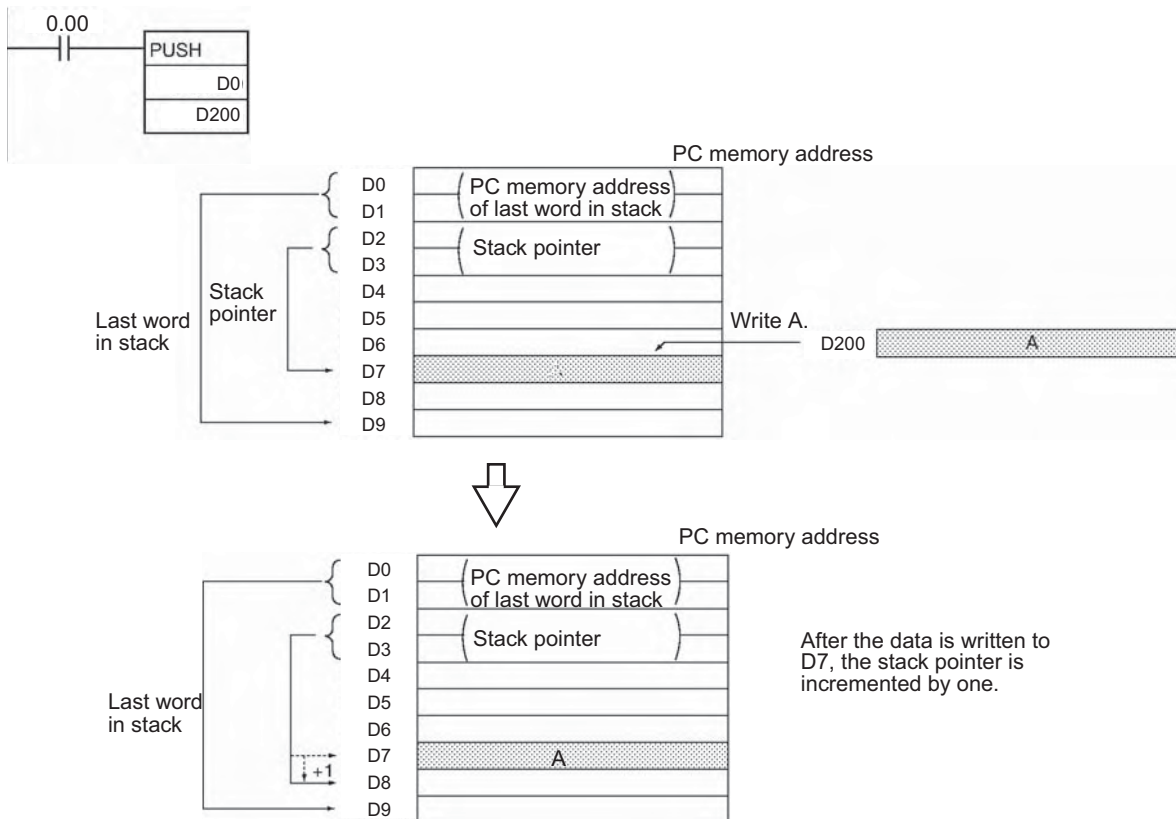 0.00
PUSH
D0
D200
PC memory address
D0
D1
D2
D3
D4
D5
D6
D7
D8
D9
PC memory address
of last word in stack
Stack pointer
Last word
in stack
Stack
pointer
Write A.
D200
A
A
PC memory address
D0
D1
D2
D3
D4
D5
D6
D7
D8
D9
PC memory address
of last word in stack
Stack pointer
Last word
in stack
+1
A
After the data is written to
D7, the stack pointer is
incremented by one.